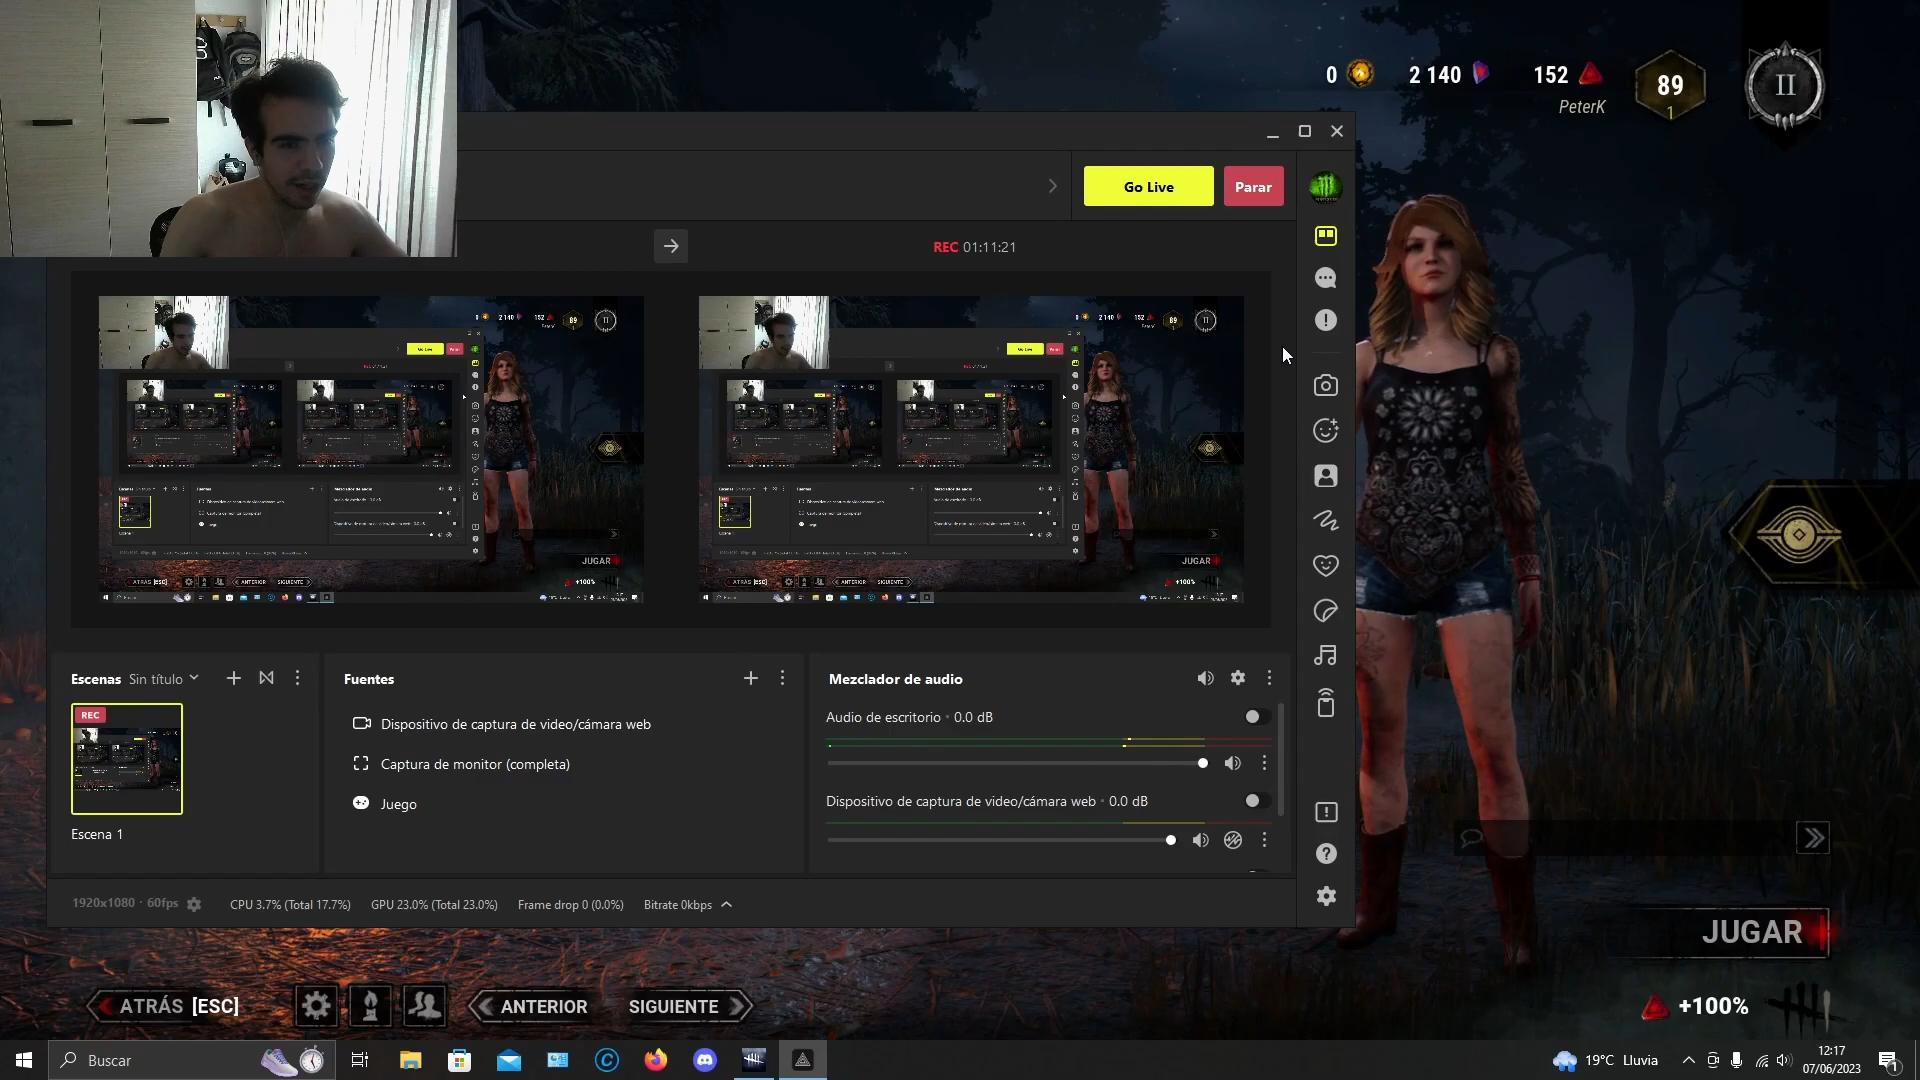 0
2 140
152
PeterK
89
1
II
Go Live
Parar
REC 01:11:21
Escenas Sin título
REC
Escena 1
Fuentes
Dispositivo de captura de video/cámara web
Captura de monitor (completa)
Juego
Mezclador de audio
Audio de escritorio • 0.0 dB
Dispositivo de captura de video/cámara web • 0.0 dB
1920x1080 • 60fps
CPU 3.7% (Total 17.7%)
GPU 23.0% (Total 23.0%)
Frame drop 0 (0.0%)
Bitrate 0kbps
JUGAR
+100%
ATRÁS [ESC]
ANTERIOR
SIGUIENTE
Buscar
19°C Lluvia
12:17
07/06/2023
1